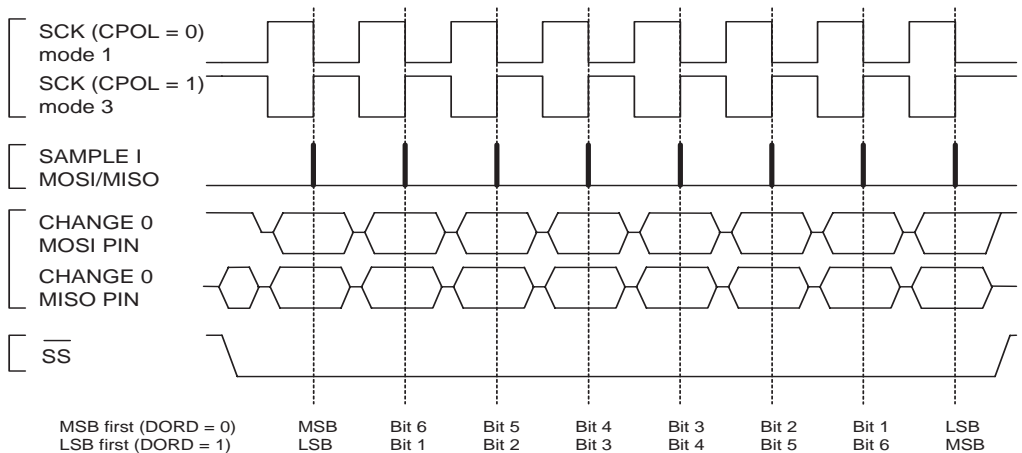 SCK (CPOL = 0)
mode 1
SCK (CPOL = 1)
mode 3
SAMPLE I
MOSI/MISO
CHANGE 0
MOSI PIN
CHANGE 0
MISO PIN
SS
MSB first (DORD = 0) MSB Bit 6 Bit 5 Bit 4 Bit 3 Bit 2 Bit 1 LSB
LSB first (DORD = 1) LSB Bit 1 Bit 2 Bit 3 Bit 4 Bit 5 Bit 6 MSB